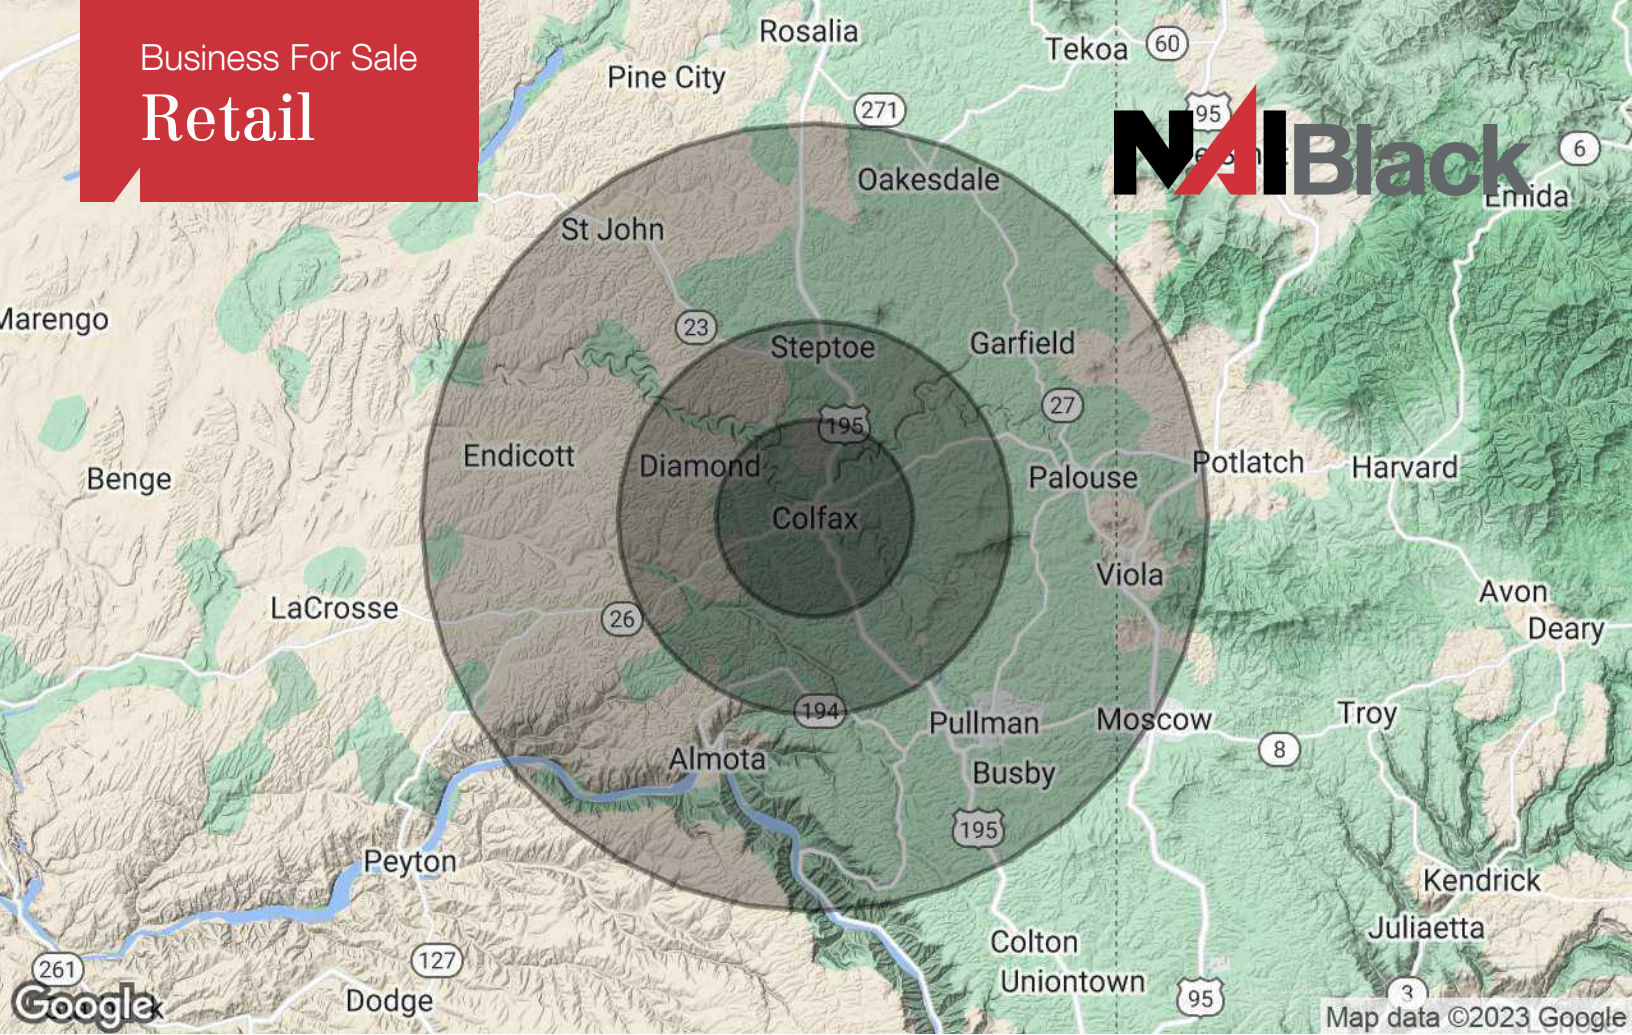 Business For Sale
Retail
NAIBlack
Rosalia
Tekoa
60
Pine City
271
95
6
Oakesdale
Emida
St John
Marengo
23
Steptoe
Garfield
27
195
Endicott
Diamond
Benge
Palouse
Potlatch
Harvard
Colfax
Viola
Avon
LaCrosse
26
Deary
194
Pullman
Moscow
Troy
8
Almota
Busby
195
Peyton
Kendrick
Juliaetta
Colton
127
261
Uniontown
Dodge
95
3
Google
Map data ©2023 Google